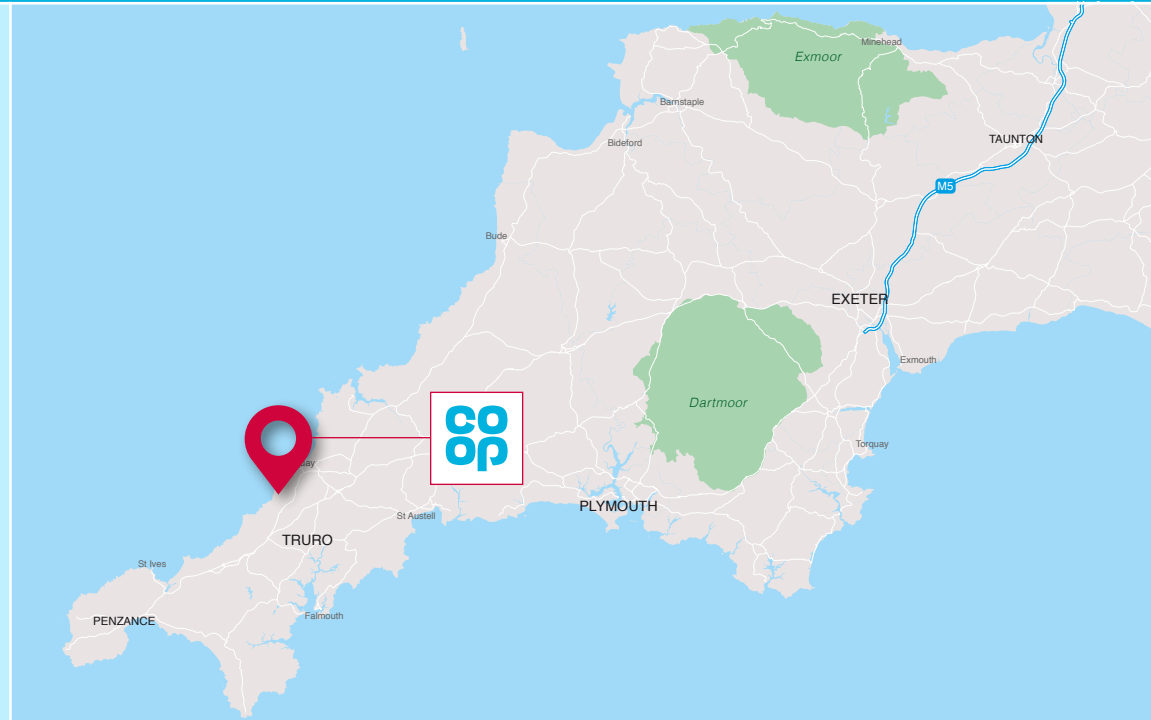 Minehead
Exmoor
Barnstaple
TAUNTON
Bideford
M5
Bude
EXETER
Exmouth
Dartmoor
co
op
Torquay
ay
PLYMOUTH
St Austell
TRURO
St Ives
Falmouth
PENZANCE